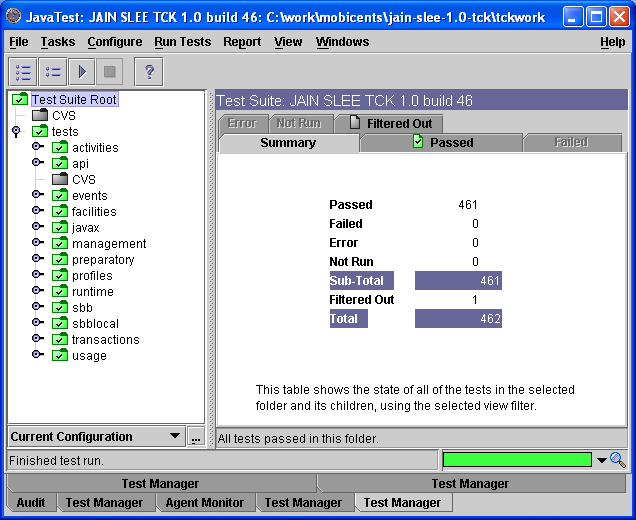 JavaTest: JAIN SLEE TCK 1.0 build 46: C:\work\mobicents\jain-slee-1.0-tck\tckwork
File Tasks Configure Run Tests Report View Windows Help
?
Test Suite Root
CVS
tests
activities
api
CVS
events
facilities
javax
management
preparatory
profiles
runtime
sbb
sbblocal
transactions
usage
Current Configuration ...
Test Suite: JAIN SLEE TCK 1.0 build 46
Error Not Run Filtered Out
Summary Passed Failed
Passed 461
Failed 0
Error 0
Not Run 0
Sub-Total 461
Filtered Out 1
Total 462
This table shows the state of all of the tests in the selected
folder and its children, using the selected view filter.
All tests passed in this folder.
Finished test run.
Test Manager Test Manager
Audit Test Manager Agent Monitor Test Manager Test Manager